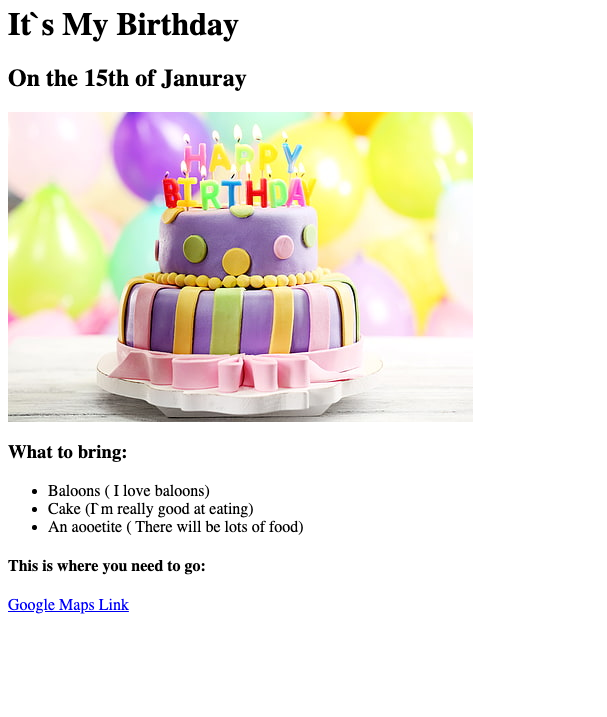 It`s My Birthday
On the 15th of Januray
HAPPY
BIRTHDAY
What to bring:
Baloons ( I love baloons)
Cake (I`m really good at eating)
An aooetite ( There will be lots of food)
This is where you need to go:
Google Maps Link